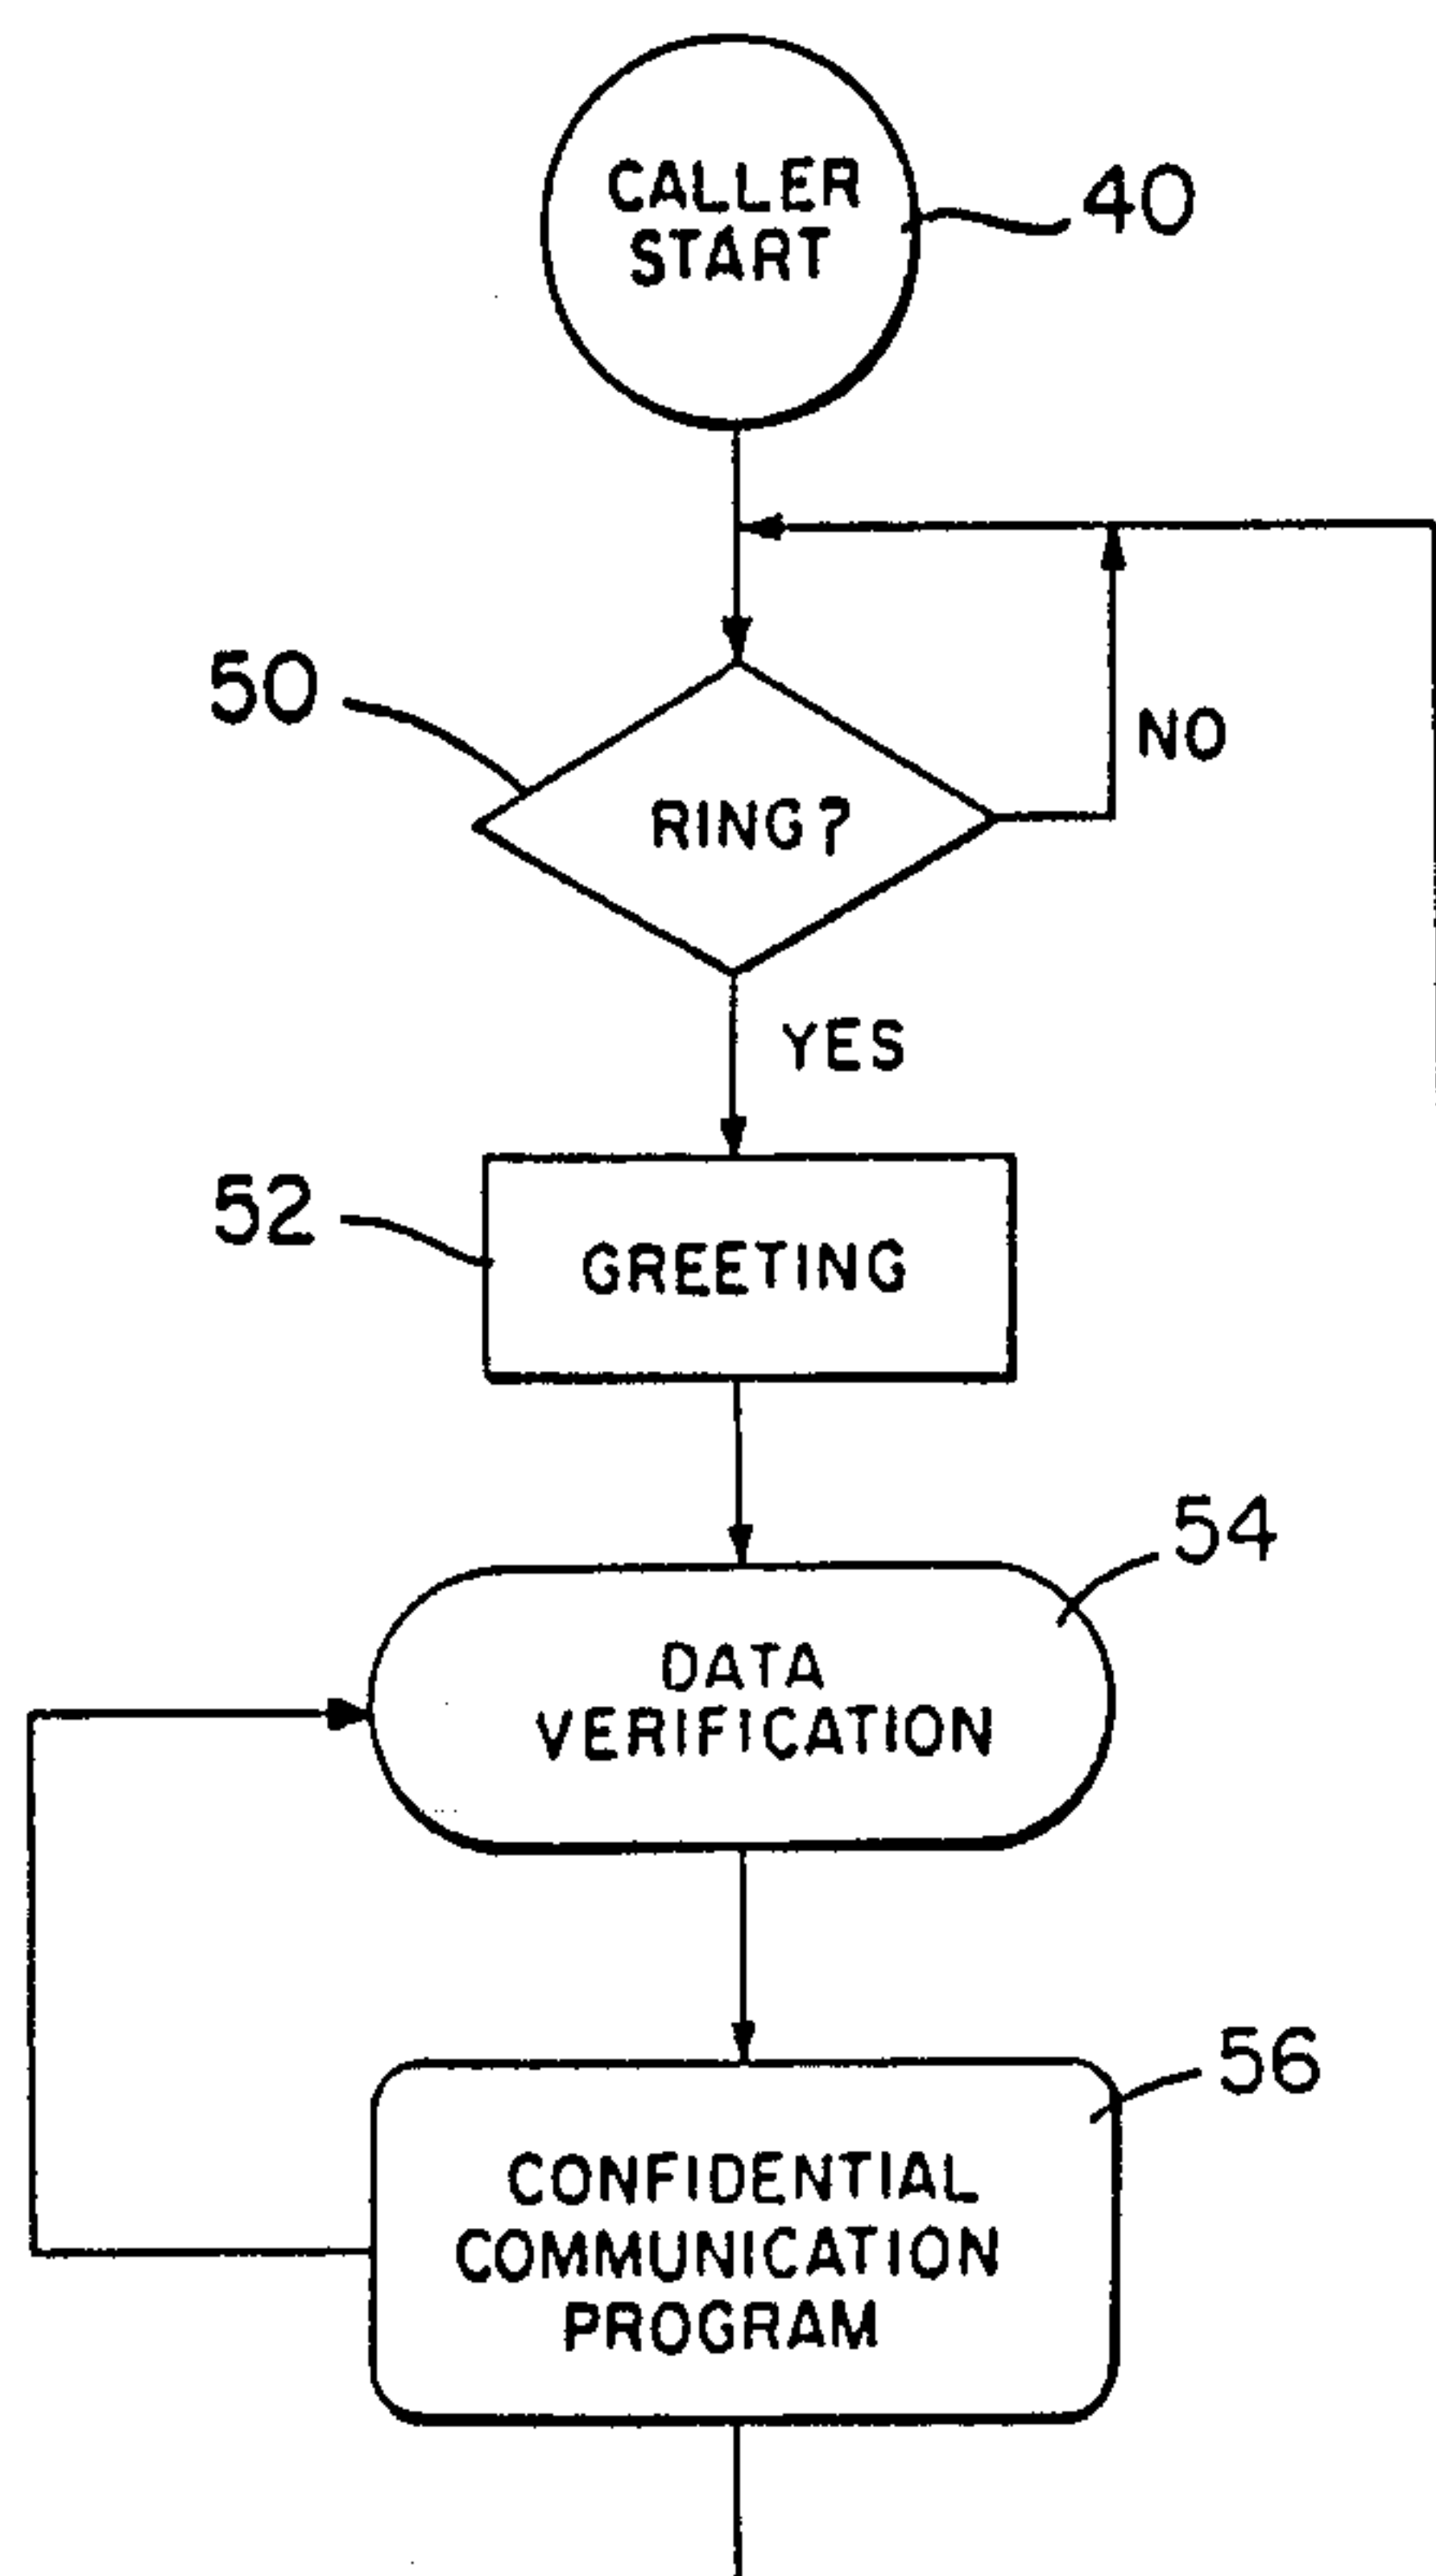 CALLER
START
40
50
NO
RING?
YES
52
GREETING
54
DATA
VERIFICATION
56
CONFIDENTIAL
COMMUNICATION
PROGRAM